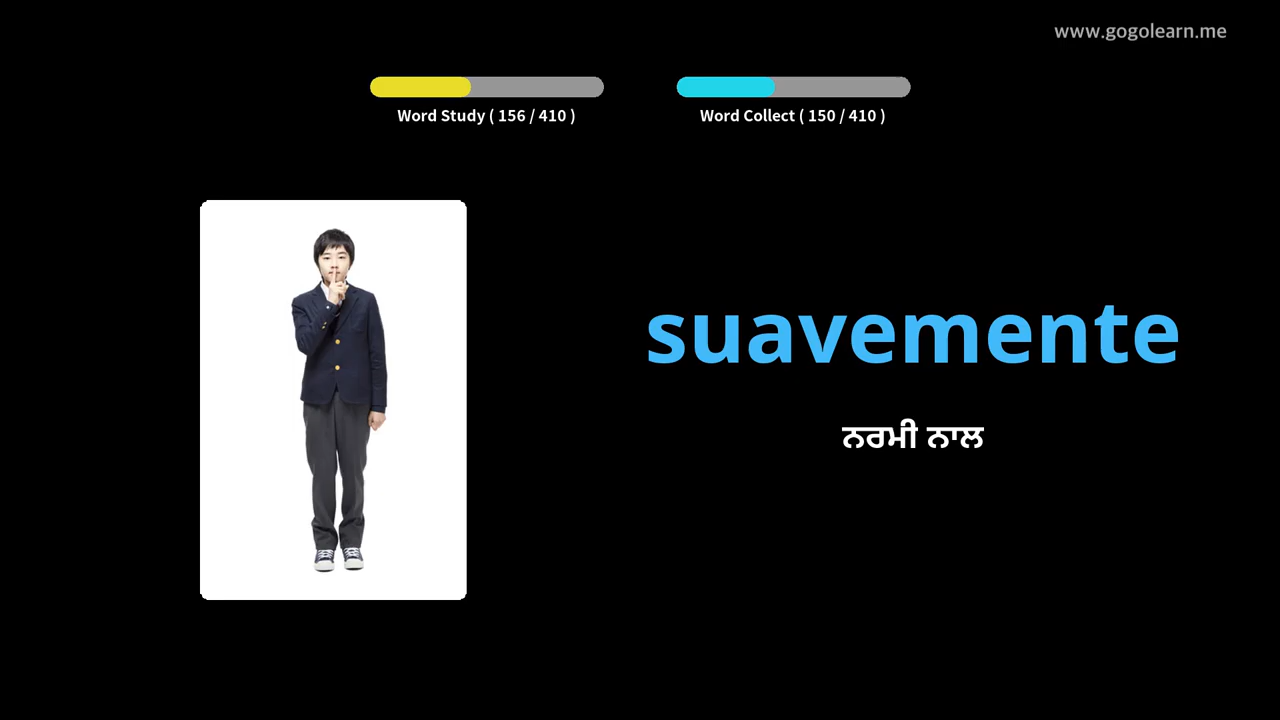 www.gogolearn.me
Word Study ( 156 / 410 )
Word Collect ( 150 / 410 )
suavemente
ਨਰਮੀ ਨਾਲ